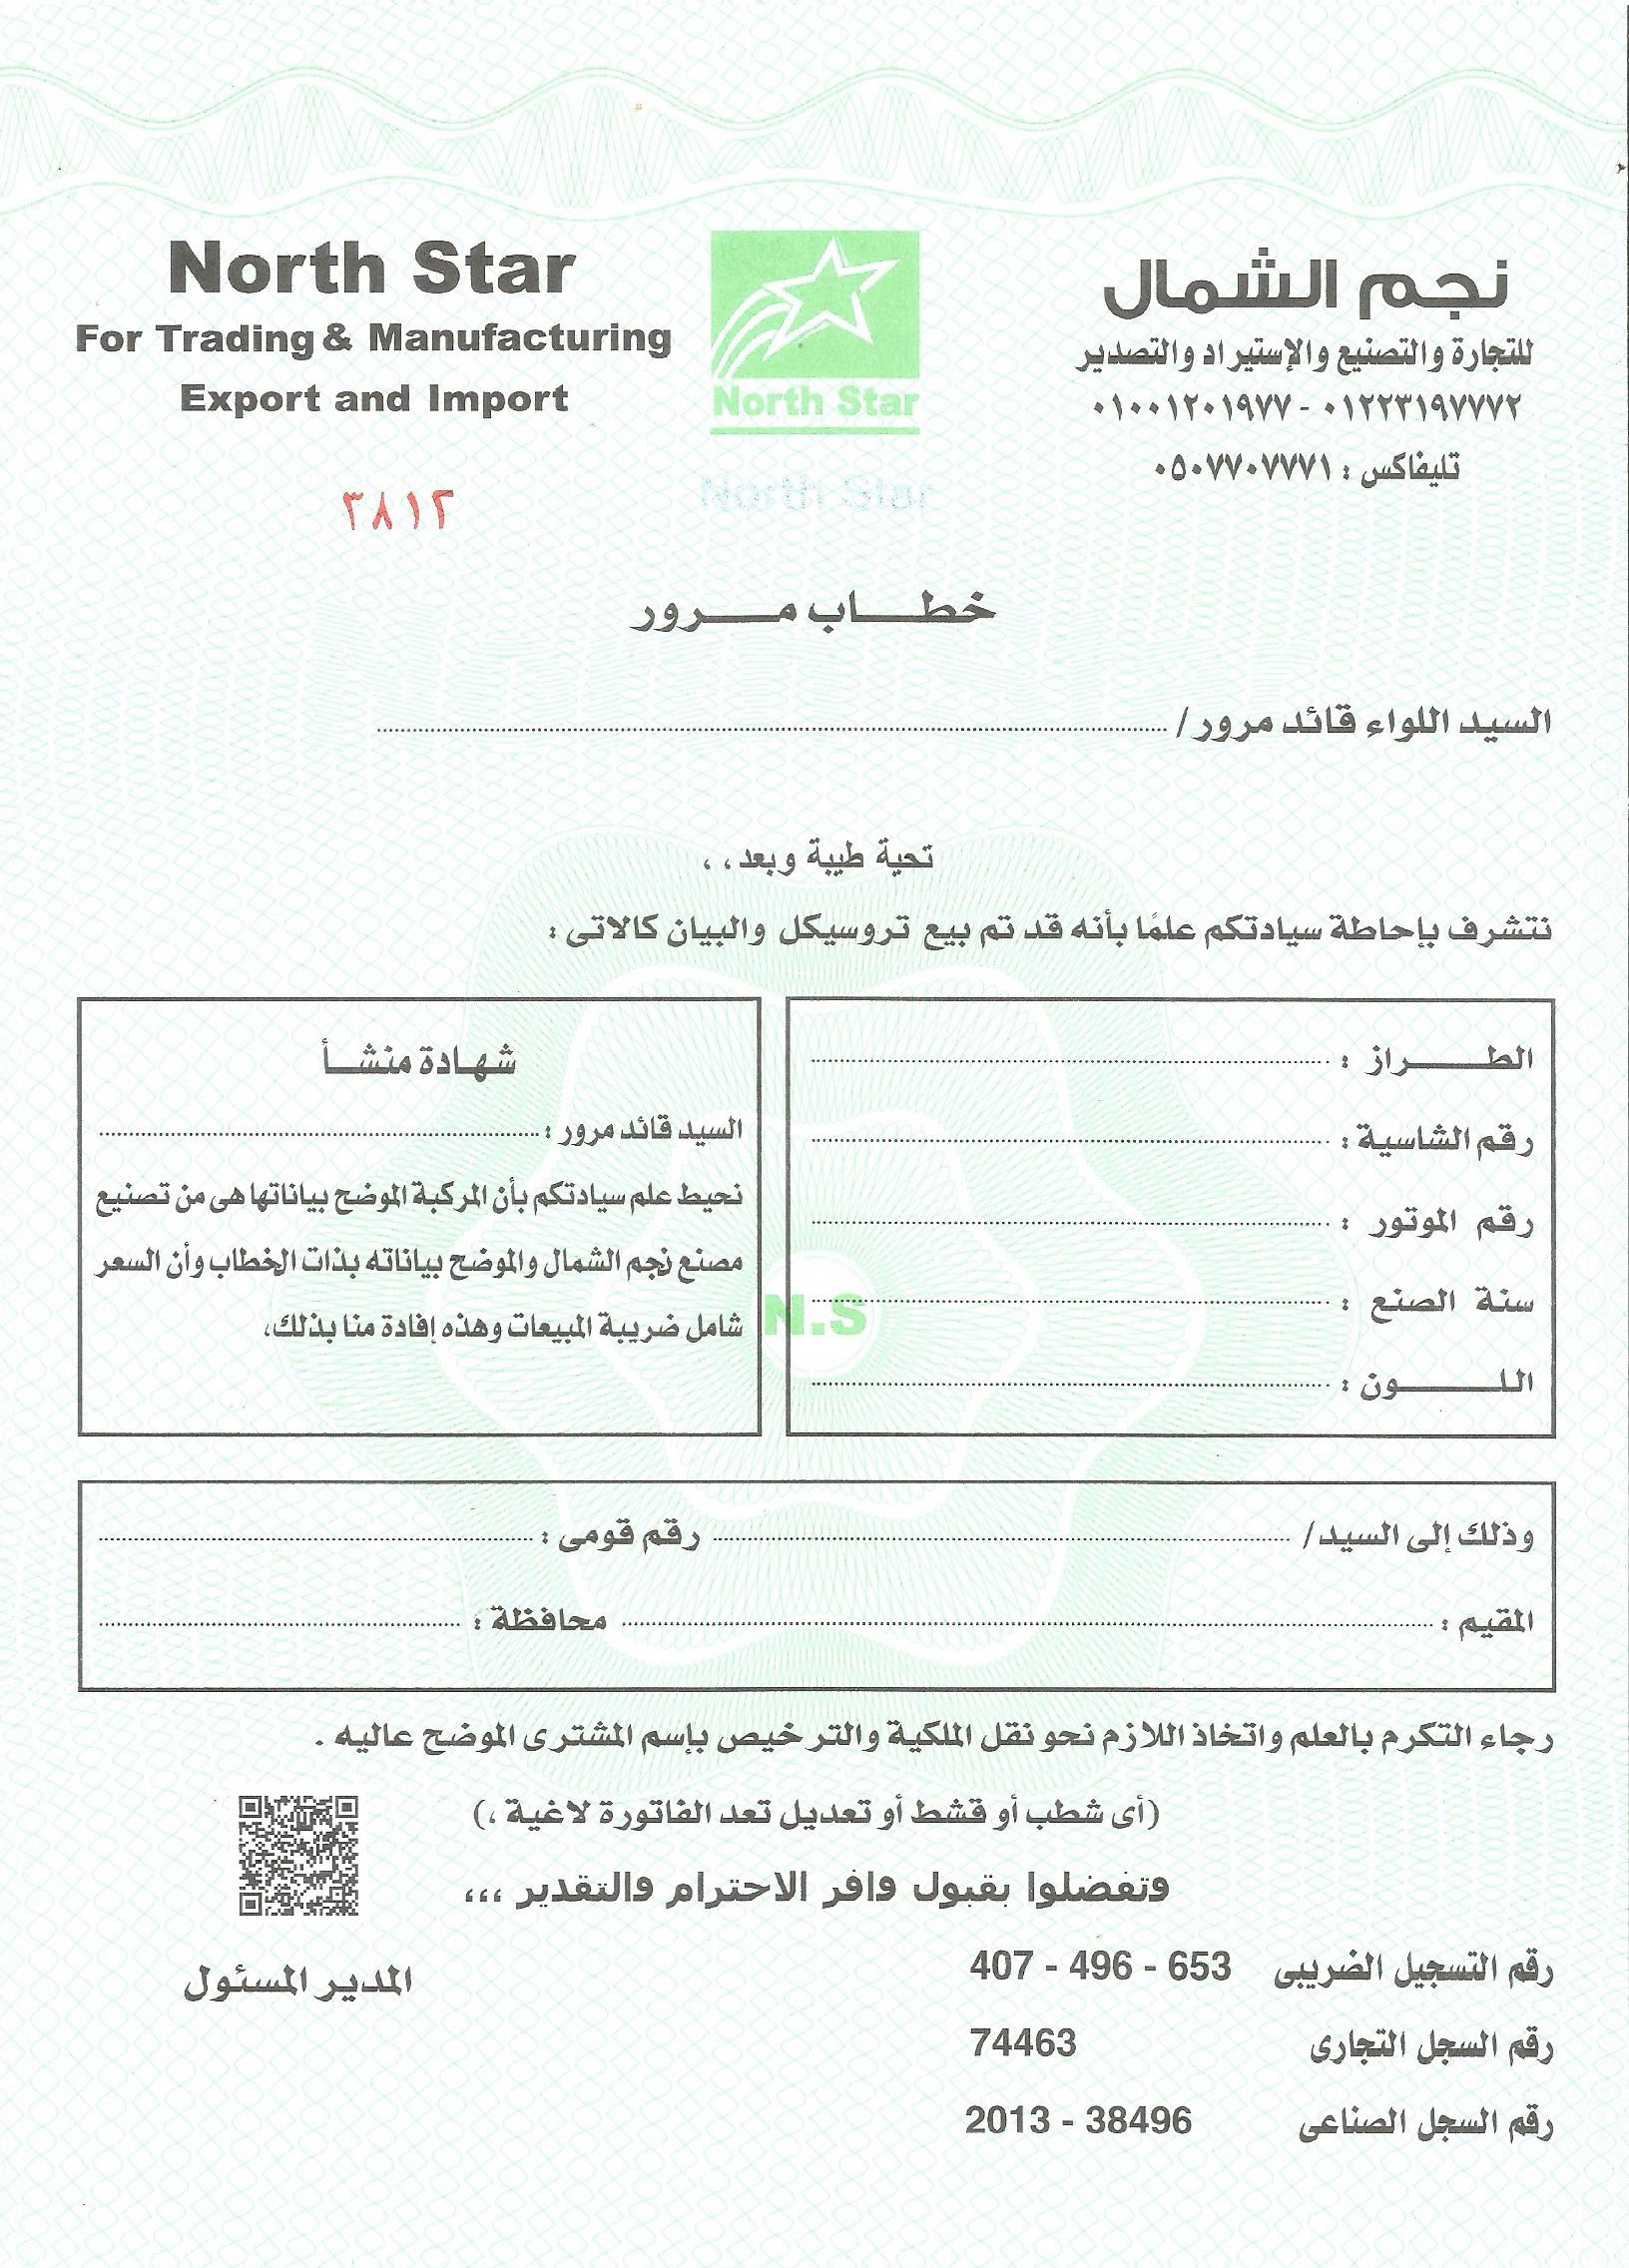 North Star
For Trading & Manufacturing
Export and Import
North Star
North Star
نجم الشمال
للتجارة والتصنيع والإستيراد والتصدير
٠١٢٢٣١٩٧٧٧٢ - ٠١٠٠١٢٠١٩٧٧
تليفاكس : ٠٥٠٧٧٠٧٧٧١
٣٨١٢
خطاب مرور
السيد اللواء قائد مرور/
تحية طيبة وبعد،،
نتشرف بإحاطة سيادتكم علمًا بأنه قد تم بيع تروسيكل والبيان كالاتى :
الطراز :
رقم الشاسية :
رقم الموتور :
سنة الصنع :
اللون :
شهادة منشأ
السيد قائد مرور :
نحيط علم سيادتكم بأن المركبة الموضح بياناتها هى من تصنيع
مصنع نجم الشمال والموضح بياناته بذات الخطاب وأن السعر
شامل ضريبة المبيعات وهذه إفادة منا بذلك،
N.S
وذلك إلى السيد/ رقم قومى :
المقيم : محافظة :
رجاء التكرم بالعلم واتخاذ اللازم نحو نقل الملكية والترخيص بإسم المشترى الموضح عاليه .
(أى شطب أو قشط أو تعديل تعد الفاتورة لاغية ،)
وتفضلوا بقبول وافر الاحترام والتقدير ،،،
المدير المسئول
رقم التسجيل الضريبى 407 - 496 - 653
رقم السجل التجارى 74463
رقم السجل الصناعى 2013 - 38496